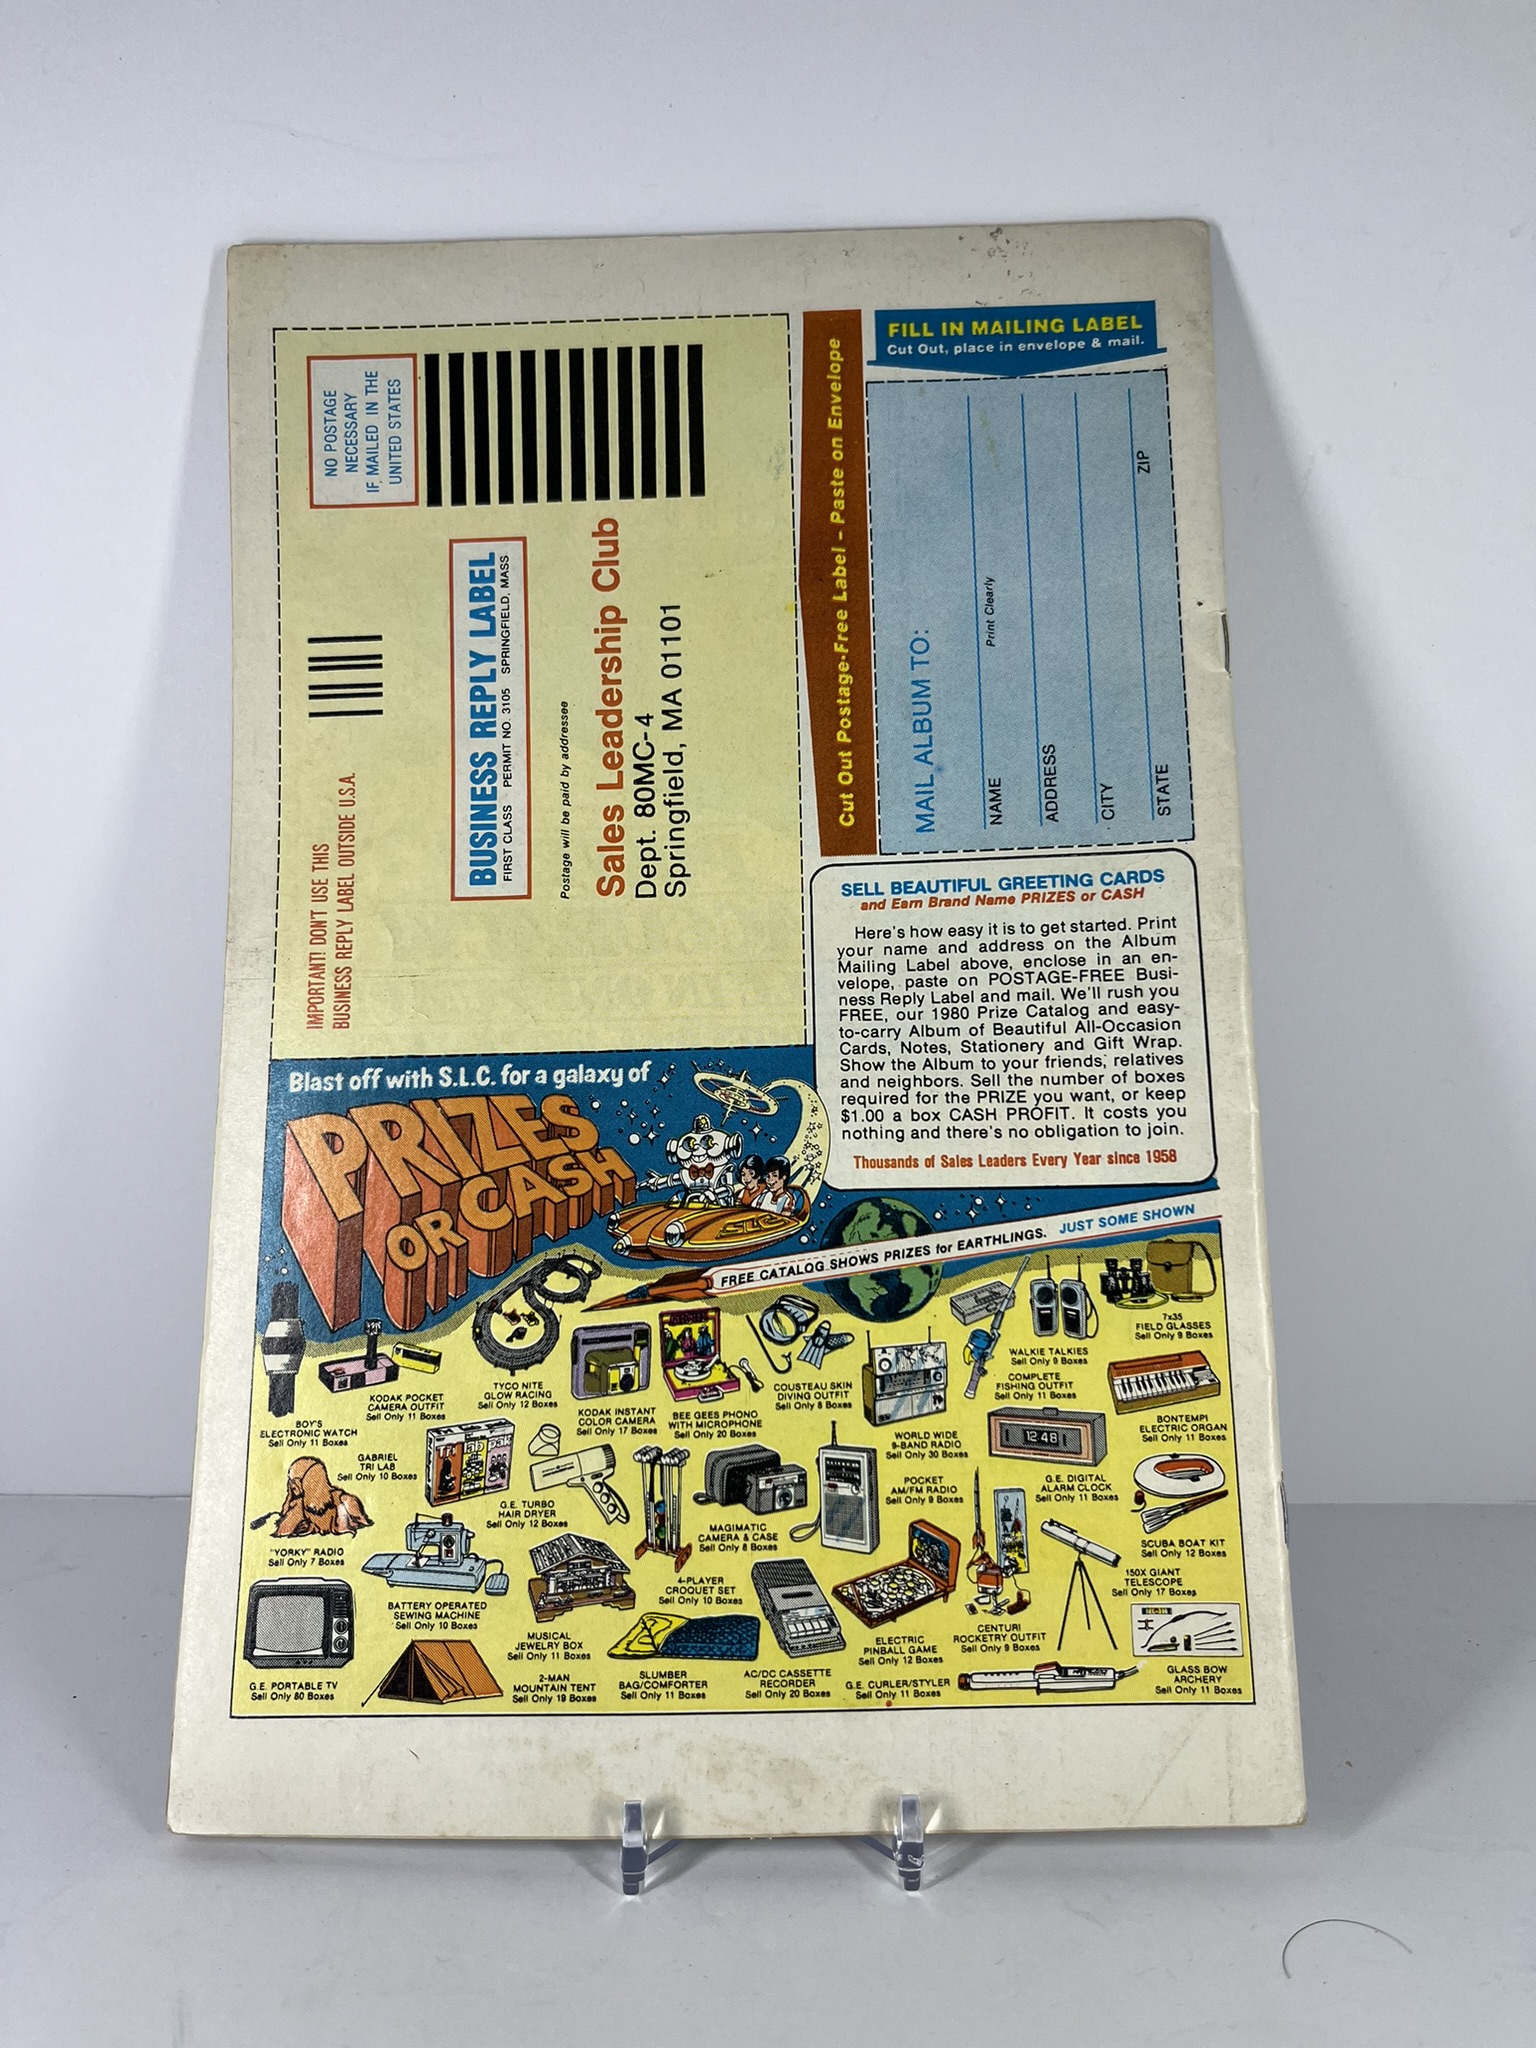 NO POSTAGE
NECESSARY
IF MAILED IN THE
UNITED STATES
IMPORTANT! DON'T USE THIS
BUSINESS REPLY LABEL OUTSIDE U.S.A.
BUSINESS REPLY LABEL
FIRST CLASS PERMIT NO. 3105 SPRINGFIELD, MASS
Postage will be paid by addressee
Sales Leadership Club
Dept. 80MC-4
Springfield, MA 01101
Cut Out Postage-Free Label - Paste on Envelope
FILL IN MAILING LABEL
Cut Out, place in envelope & mail.
MAIL ALBUM TO:
NAME
Print Clearly
ADDRESS
CITY
STATE ZIP
SELL BEAUTIFUL GREETING CARDS
and Earn Brand Name PRIZES or CASH
Here's how easy it is to get started. Print
your name and address on the Album
Mailing Label above, enclose in an en-
velope, paste on POSTAGE-FREE Busi-
ness Reply Label and mail. We'll rush you
FREE, our 1980 Prize Catalog and easy-
to-carry Album of Beautiful All-Occasion
Cards, Notes, Stationery and Gift Wrap.
Show the Album to your friends, relatives
and neighbors. Sell the number of boxes
required for the PRIZE you want, or keep
$1.00 a box CASH PROFIT. It costs you
nothing and there's no obligation to join.
Thousands of Sales Leaders Every Year since 1958
Blast off with S.L.C. for a galaxy of
PRIZES
OR CASH
SLC
FREE CATALOG SHOWS PRIZES for EARTHLINGS. JUST SOME SHOWN
BOY'S
ELECTRONIC WATCH
Sell Only 11 Boxes
KODAK POCKET
CAMERA OUTFIT
Sell Only 11 Boxes
TYCO NITE
GLOW RACING
Sell Only 12 Boxes
KODAK INSTANT
COLOR CAMERA
Sell Only 17 Boxes
BEE GEES PHONO
WITH MICROPHONE
Sell Only 20 Boxes
COUSTEAU SKIN
DIVING OUTFIT
Sell Only 8 Boxes
WORLD WIDE
9-BAND RADIO
Sell Only 30 Boxes
COMPLETE
FISHING OUTFIT
Sell Only 11 Boxes
WALKIE TALKIES
Sell Only 9 Boxes
7x35
FIELD GLASSES
Sell Only 9 Boxes
BONTEMPI
ELECTRIC ORGAN
Sell Only 11 Boxes
GABRIEL
TRI LAB
Sell Only 10 Boxes
Tri lab pak
G.E. TURBO
HAIR DRYER
Sell Only 12 Boxes
MAGIMATIC
CAMERA & CASE
Sell Only 8 Boxes
POCKET
AM/FM RADIO
Sell Only 9 Boxes
12:48
G.E. DIGITAL
ALARM CLOCK
Sell Only 11 Boxes
SCUBA BOAT KIT
Sell Only 12 Boxes
"YORKY" RADIO
Sell Only 7 Boxes
BATTERY OPERATED
SEWING MACHINE
Sell Only 10 Boxes
MUSICAL
JEWELRY BOX
Sell Only 11 Boxes
4-PLAYER
CROQUET SET
Sell Only 10 Boxes
ELECTRIC
PINBALL GAME
Sell Only 12 Boxes
CENTURI
ROCKETRY OUTFIT
Sell Only 9 Boxes
150X GIANT
TELESCOPE
Sell Only 17 Boxes
G.E. PORTABLE TV
Sell Only 80 Boxes
2-MAN
MOUNTAIN TENT
Sell Only 19 Boxes
SLUMBER
BAG/COMFORTER
Sell Only 11 Boxes
AC/DC CASSETTE
RECORDER
Sell Only 20 Boxes
G.E. CURLER/STYLER
Sell Only 11 Boxes
GLASS BOW
ARCHERY
Sell Only 11 Boxes